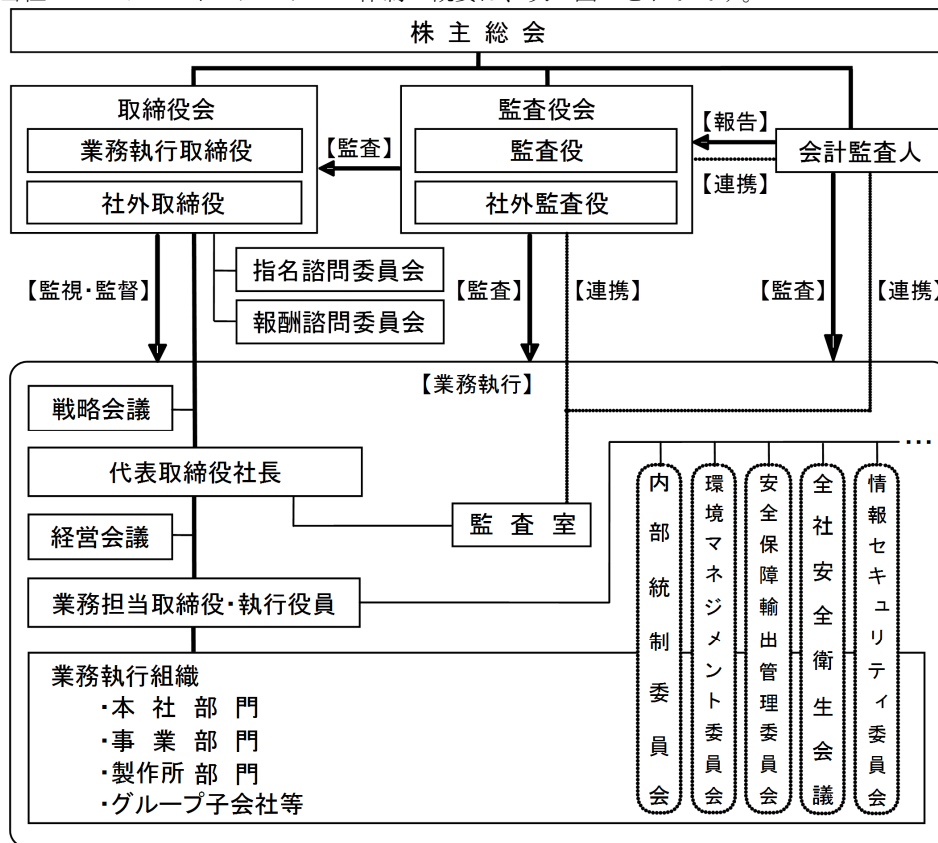 株主総会
取締役会
業務執行取締役
社外取締役
【監査】
監査役会
監査役
社外監査役
【報告】
【連携】
会計監査人
【監視・監督】
指名諮問委員会
報酬諮問委員会
【監査】
【連携】
【監査】
【連携】
【業務執行】
戦略会議
代表取締役社長
経営会議
監査室
業務担当取締役・執行役員
…
内部統制委員会
環境マネジメント委員会
安全保障輸出管理委員会
全社安全衛生会議
情報セキュリティ委員会
業務執行組織
・本社部門
・事業部門
・製作所部門
・グループ子会社等